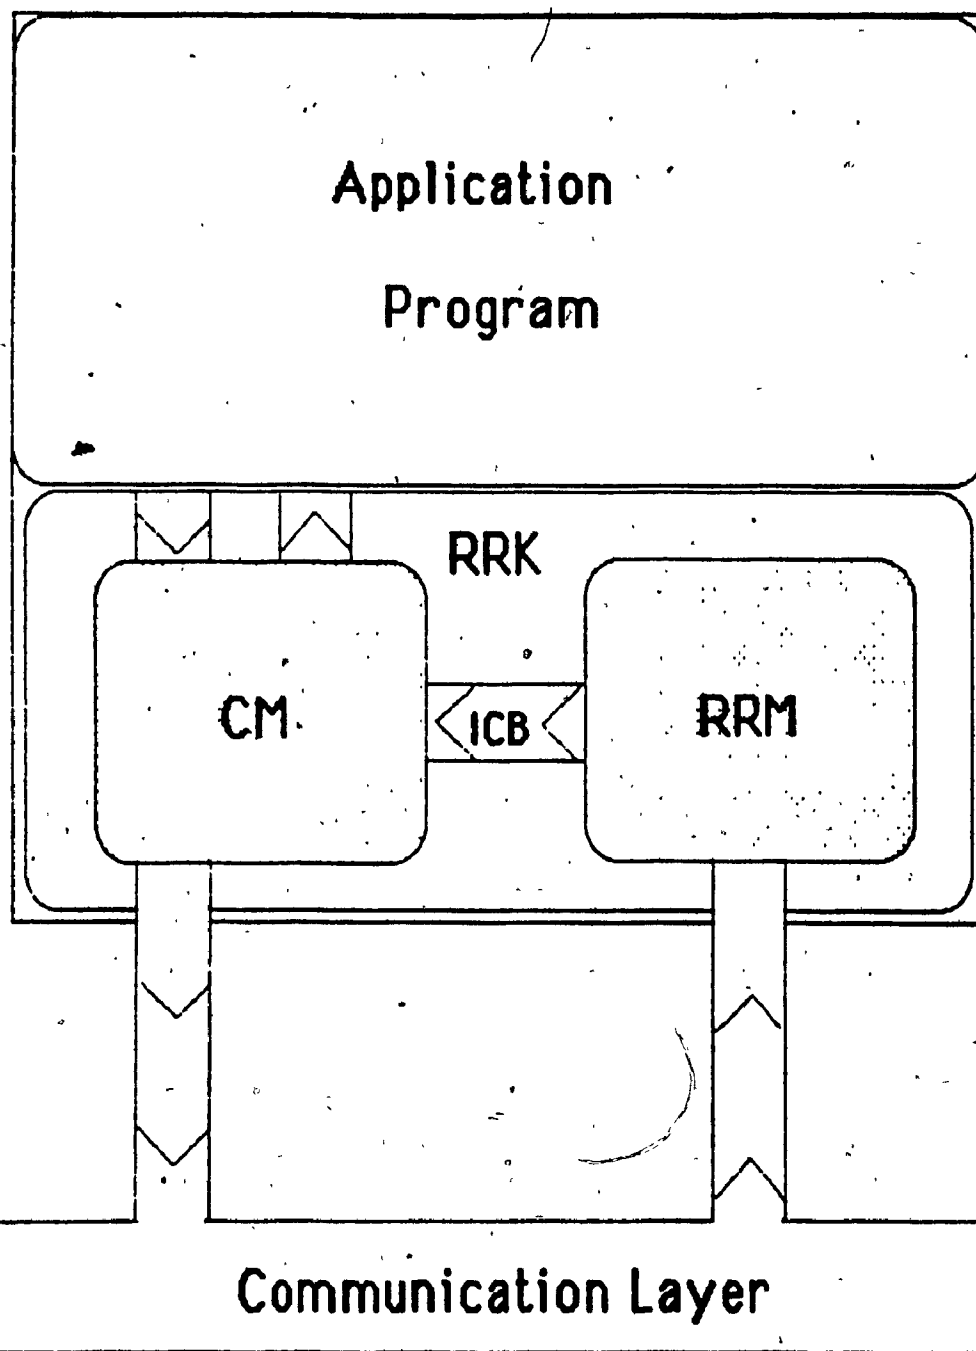 Application
Program
RRK
CM
ICB
RRM
Communication Layer